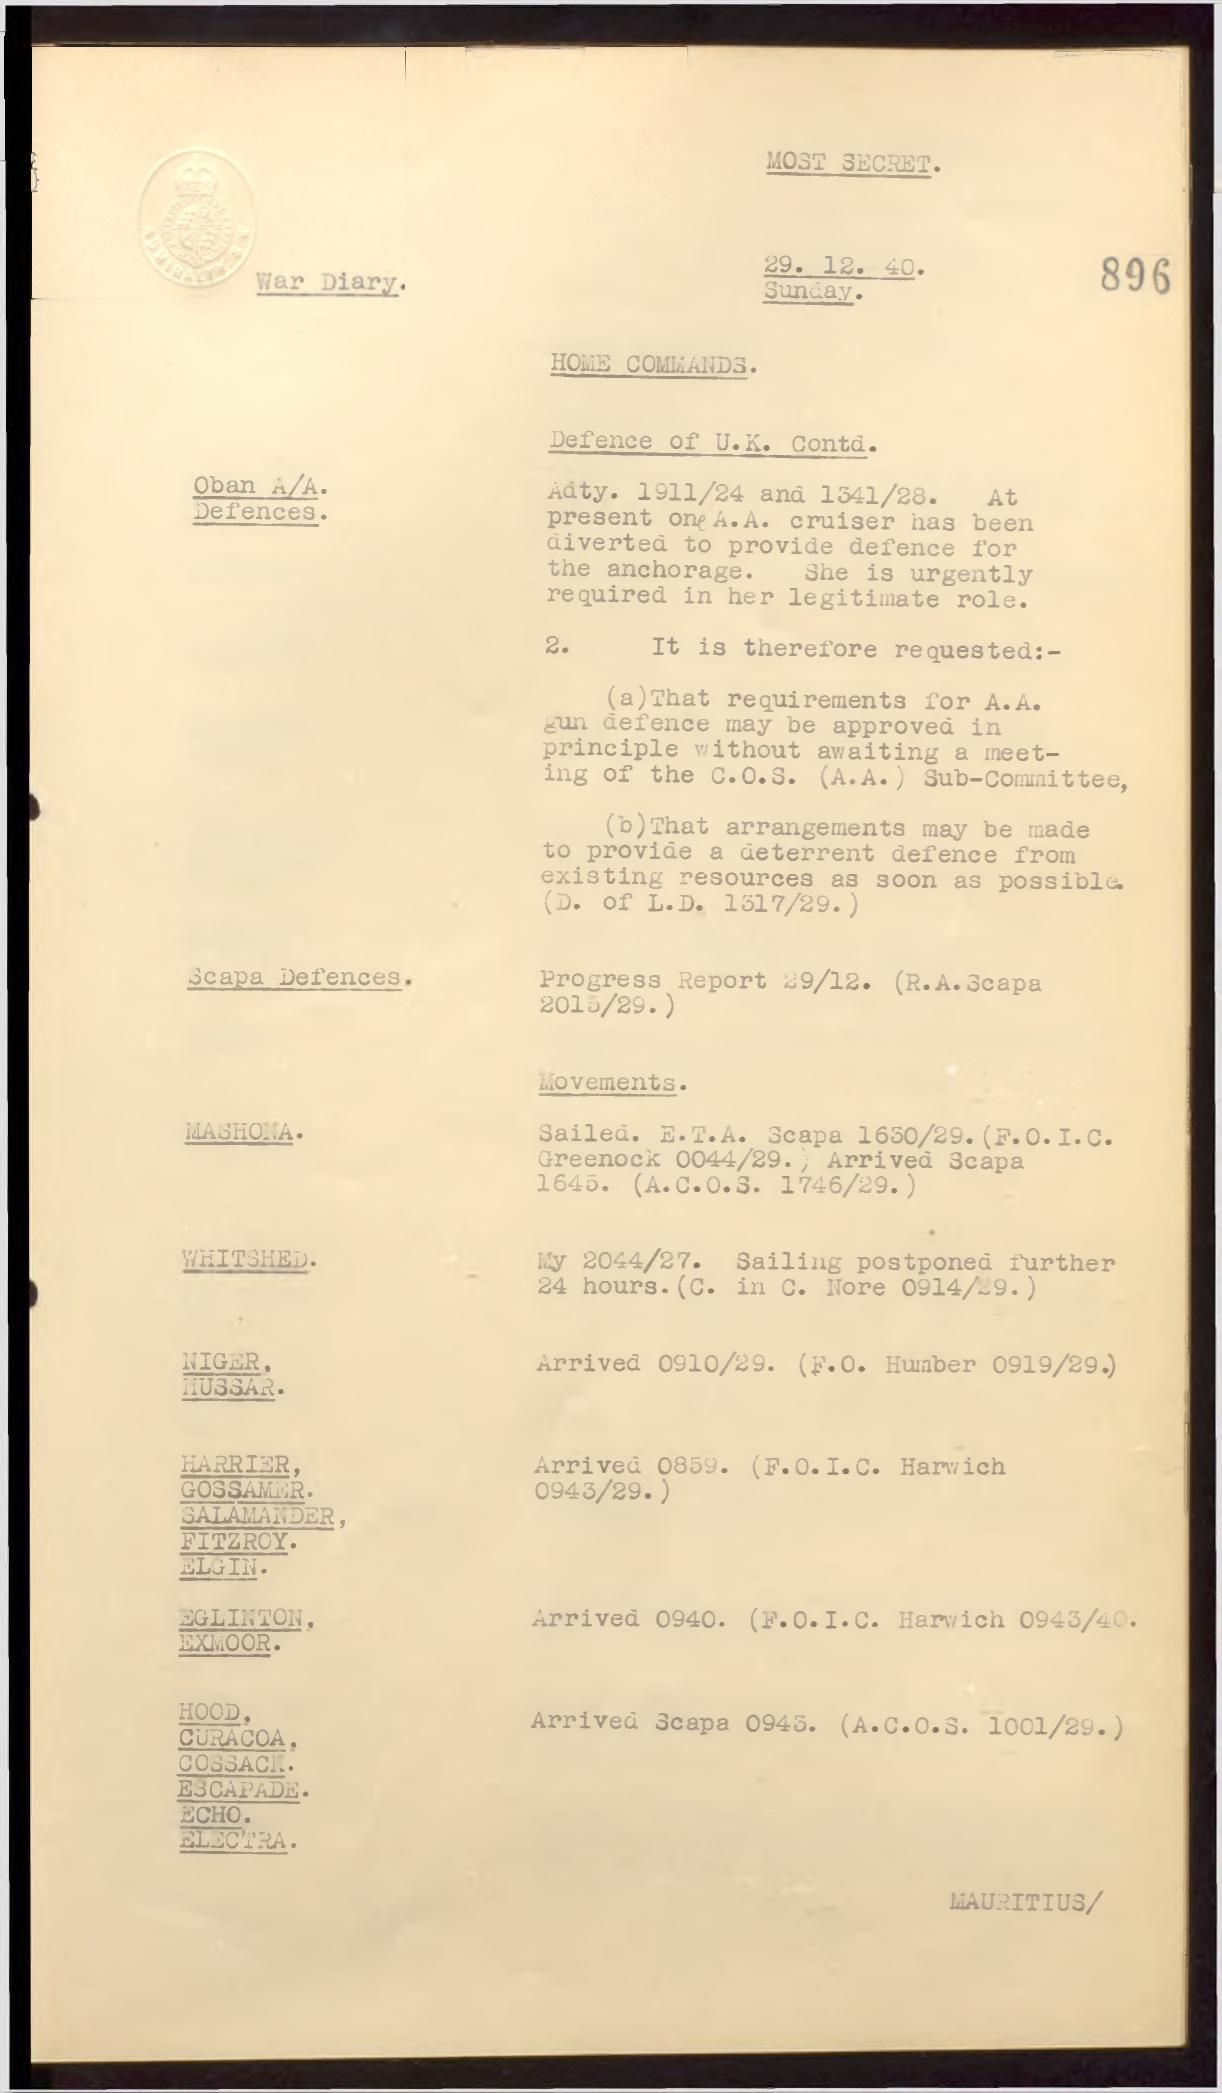 MOST SECRET.
ADMIRALTY S.W
War Diary.
29. 12. 40.
Sunday.
896
HOME COMMANDS.
Defence of U.K. Contd.
Oban A/A.
Defences.
Adty. 1911/24 and 1341/28. At
present one A.A. cruiser has been
diverted to provide defence for
the anchorage. She is urgently
required in her legitimate role.
2. It is therefore requested:-
(a)That requirements for A.A.
gun defence may be approved in
principle without awaiting a meet-
ing of the C.O.S. (A.A.) Sub-Committee,
(b)That arrangements may be made
to provide a deterrent defence from
existing resources as soon as possible.
(D. of L.D. 1317/29.)
Scapa Defences.
Progress Report 29/12. (R.A.Scapa
2015/29.)
Movements.
MASHONA.
Sailed. E.T.A. Scapa 1630/29.(F.O.I.C.
Greenock 0044/29.) Arrived Scapa
1645. (A.C.O.S. 1746/29.)
WHITSHED.
My 2044/27. Sailing postponed further
24 hours.(C. in C. Nore 0914/29.)
NIGER,
HUSSAR.
Arrived 0910/29. (F.O. Humber 0919/29.)
HARRIER,
GOSSAMER.
SALAMANDER,
FITZROY.
ELGIN.
Arrived 0859. (F.O.I.C. Harwich
0943/29.)
EGLINTON,
EXMOOR.
Arrived 0940. (F.O.I.C. Harwich 0943/40.
HOOD,
CURACOA,
COSSACK.
ESCAPADE.
ECHO.
ELECTRA.
Arrived Scapa 0943. (A.C.O.S. 1001/29.)
MAURITIUS/